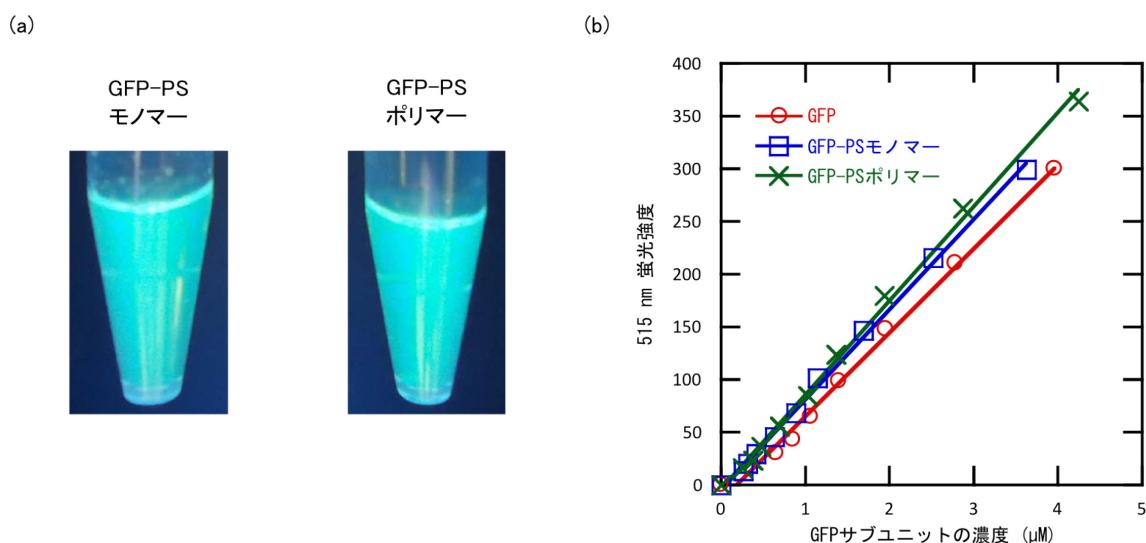 (a)
GFP-PS
モノマー
GFP-PS
ポリマー
(b)
400
350
300
250
200
150
100
50
0
515 nm 蛍光強度
GFP
GFP-PSモノマー
GFP-PSポリマー
0 1 2 3 4 5
GFPサブユニットの濃度 (μM)